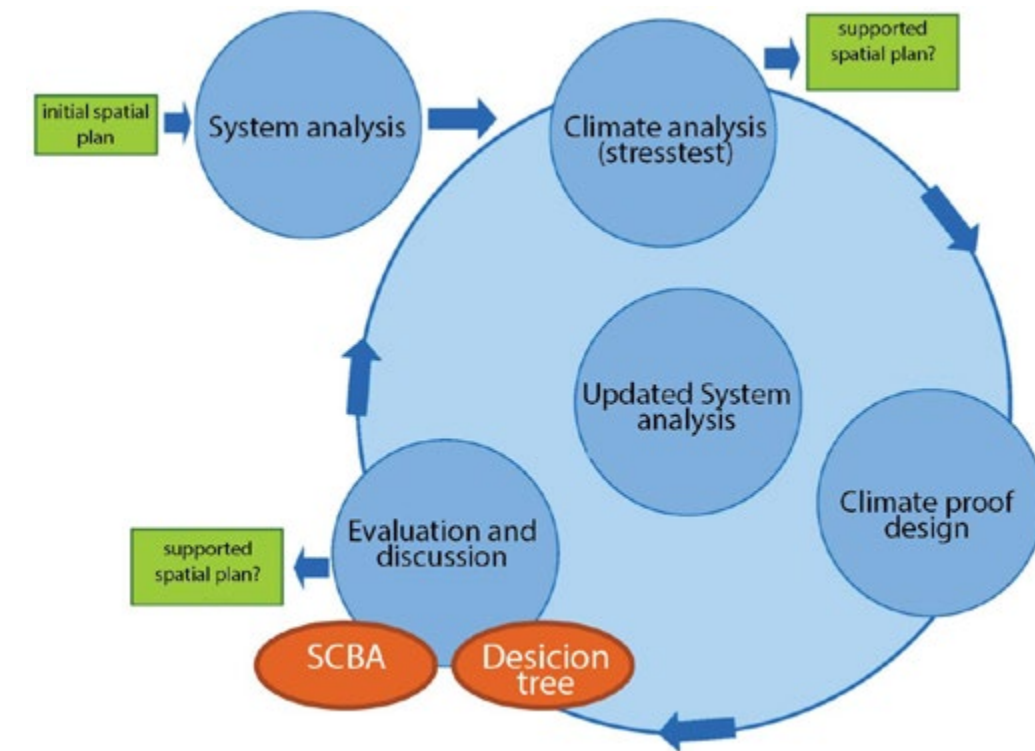 initial spatial
plan
System analysis
Climate analysis
(stresstest)
supported
spatial plan?
Updated System
analysis
Climate proof
design
Evaluation and
discussion
supported
spatial plan?
SCBA
Desicion
tree